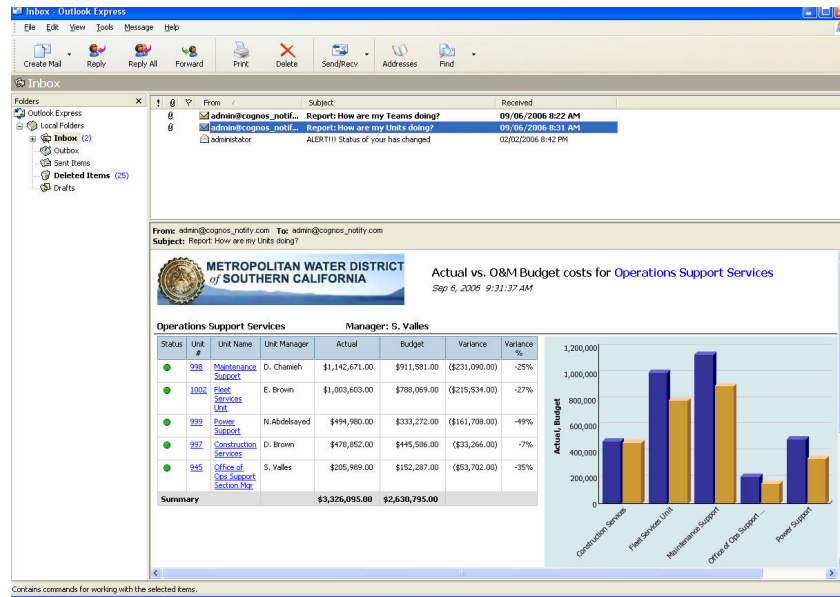 Inbox - Outlook Express
File Edit View Tools Message Help
Create Mail Reply Reply All Forward Print Delete Send/Recv Addresses Find
Inbox
Folders
Outlook Express
Local Folders
Inbox (2)
Outbox
Sent Items
Deleted Items (25)
Drafts
! From / Subject Received
admin@cognos_notif... Report: How are my Teams doing? 09/06/2006 8:22 AM
admin@cognos_notif... Report: How are my Units doing? 09/06/2006 8:31 AM
administator ALERT!!! Status of your has changed 02/02/2006 8:42 PM
From: admin@cognos_notify.com To: admin@cognos_notify.com
Subject: Report: How are my Units doing?
METROPOLITAN WATER DISTRICT
of SOUTHERN CALIFORNIA
Actual vs. O&M Budget costs for Operations Support Services
Sep 6, 2006 9:31:37 AM
Operations Support Services Manager: S. Valles
Status Unit # Unit Name Unit Manager Actual Budget Variance Variance %
998 Maintenance Support D. Chamieh $1,142,671.00 $911,581.00 ($231,090.00) -25%
1002 Fleet Services Unit E. Brown $1,003,603.00 $788,069.00 ($215,534.00) -27%
999 Power Support N.Abdelsayed $494,980.00 $333,272.00 ($161,708.00) -49%
997 Construction Services D. Brown $478,852.00 $445,586.00 ($33,266.00) -7%
945 Office of Ops Support Section Mgr S. Valles $205,989.00 $152,287.00 ($53,702.00) -35%
Summary $3,326,095.00 $2,630,795.00
Actual, Budget
1,200,000
1,000,000
800,000
600,000
400,000
200,000
0
Construction Services
Fleet Services Unit
Maintenance Support
Office of Ops Support ...
Power Support
Contains commands for working with the selected items.